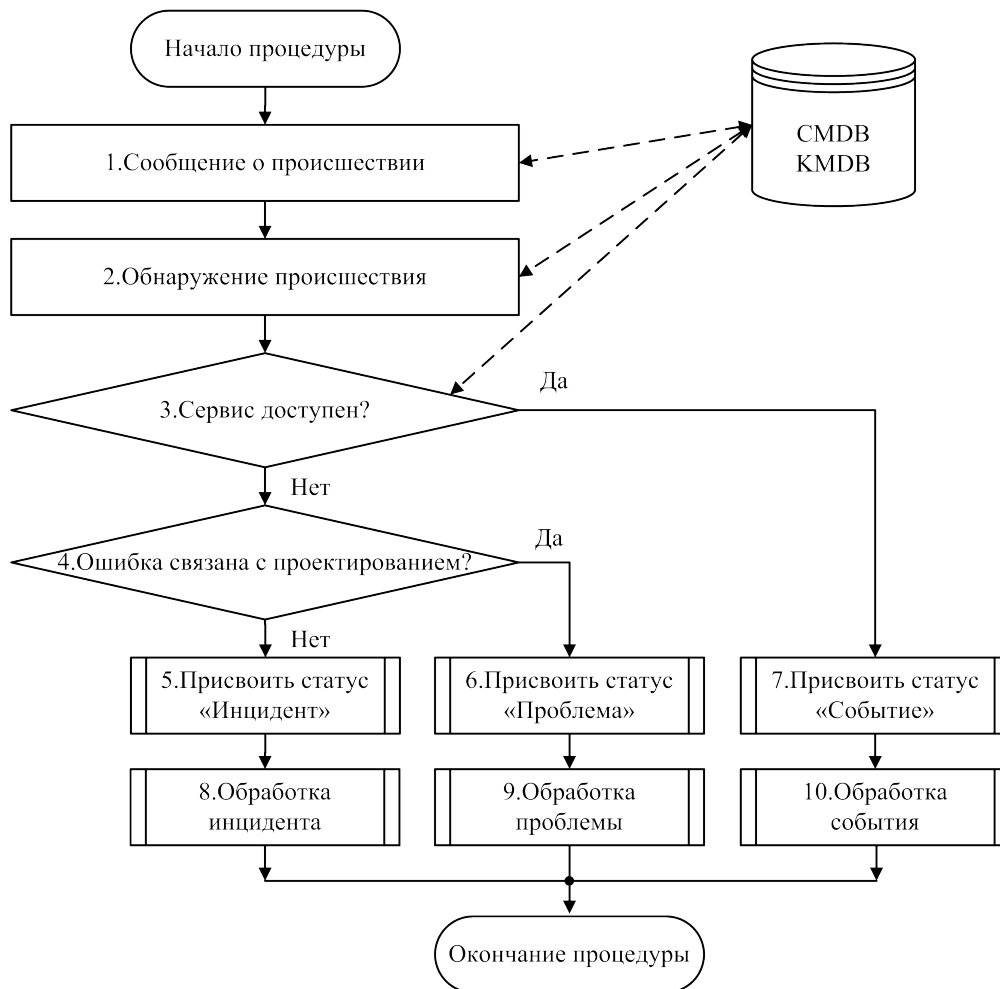 Начало процедуры
CMDB
KMDB
1.Сообщение о происшествии
2.Обнаружение происшествия
Да
3.Сервис доступен?
Нет
Да
4.Ошибка связана с проектированием?
Нет
5.Присвоить статус
«Инцидент»
6.Присвоить статус
«Проблема»
7.Присвоить статус
«Событие»
8.Обработка
инцидента
9.Обработка
проблемы
10.Обработка
события
Окончание процедуры